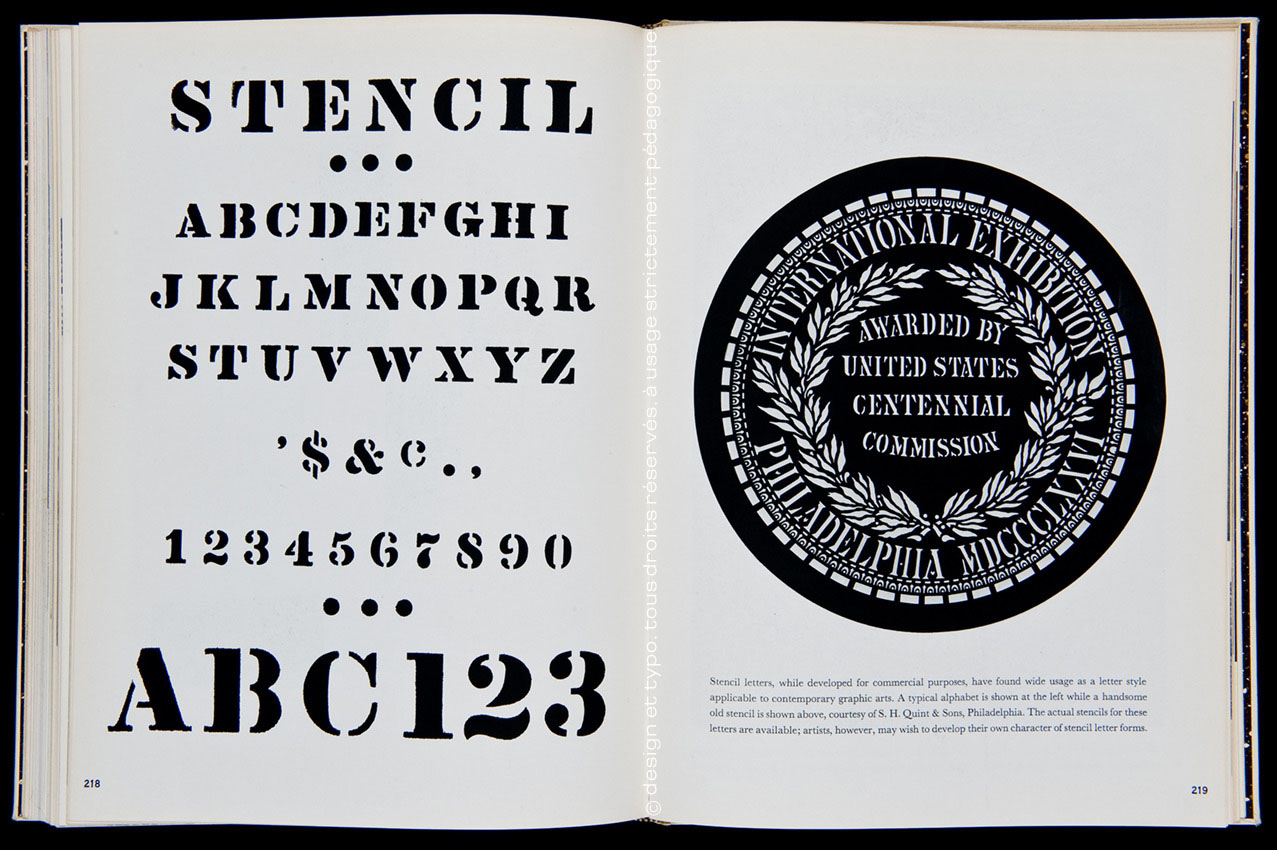 STENCIL
ABCDEFGHI
JKLMNOPQR
STUVWXYZ
’$&c.,
1234567890
ABC123
218
© design et typo. tous droits réservés. à usage strictement pédagogique
INTERNATIONAL EXHIBITION
AWARDED BY
UNITED STATES
CENTENNIAL
COMMISSION
PHILADELPHIA MDCCCLXXVI
Stencil letters, while developed for commercial purposes, have found wide usage as a letter style
applicable to contemporary graphic arts. A typical alphabet is shown at the left while a handsome
old stencil is shown above, courtesy of S. H. Quint & Sons, Philadelphia. The actual stencils for these
letters are available; artists, however, may wish to develop their own character of stencil letter forms.
219